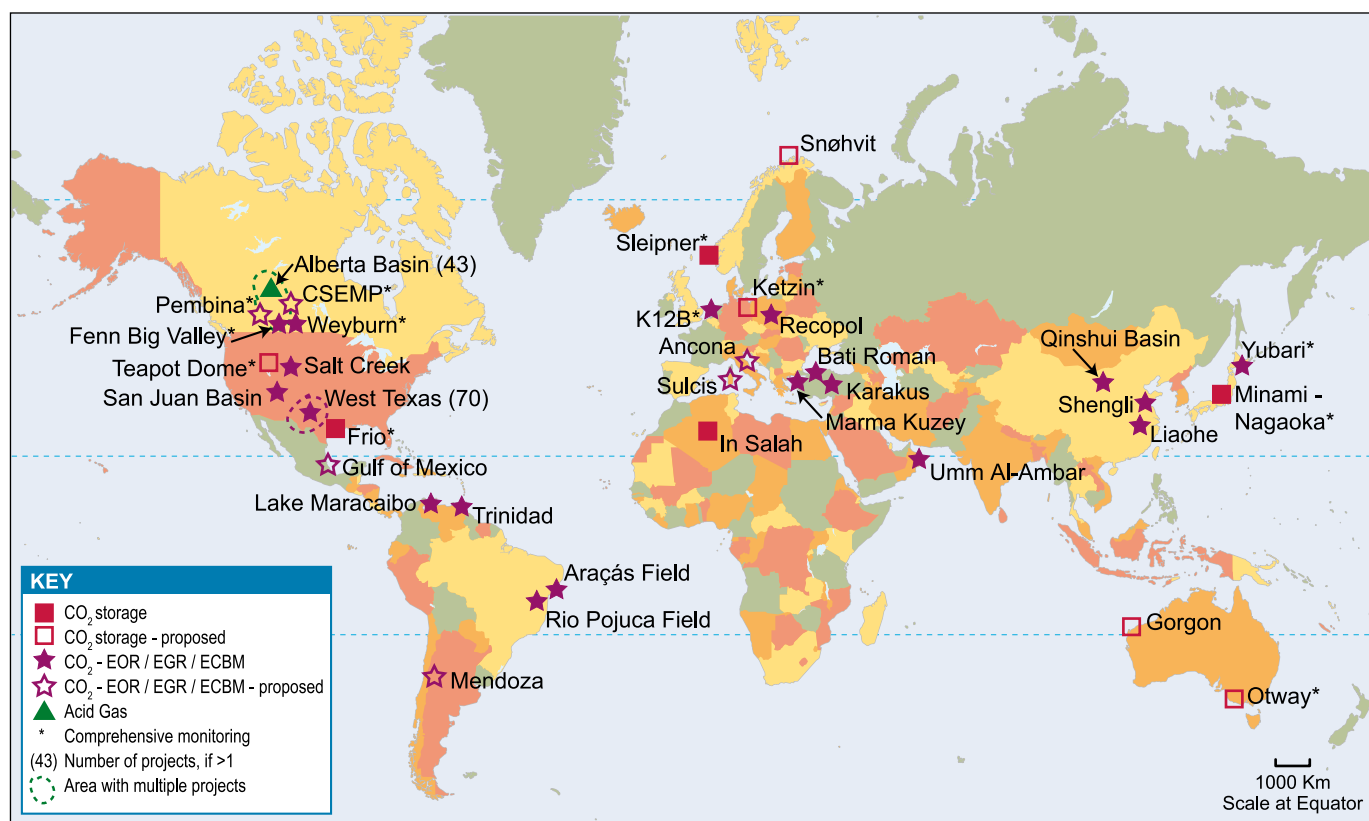 Snøhvit
Sleipner*
Alberta Basin (43)
CSEMP*
Pembina*
Ketzin*
K12B*
Recopol
Fenn Big Valley*
Weyburn*
Ancona
Bati Roman
Qinshui Basin
Yubari*
Teapot Dome*
Salt Creek
Sulcis
Karakus
San Juan Basin
West Texas (70)
Marma Kuzey
Shengli
Minami -
Nagaoka*
Frio*
In Salah
Liaohe
Gulf of Mexico
Umm Al-Ambar
Lake Maracaibo
Trinidad
Araçás Field
Rio Pojuca Field
Gorgon
Mendoza
Otway*
KEY
CO2 storage
CO2 storage - proposed
CO2 - EOR / EGR / ECBM
CO2 - EOR / EGR / ECBM - proposed
Acid Gas
* Comprehensive monitoring
(43) Number of projects, if >1
Area with multiple projects
1000 Km
Scale at Equator